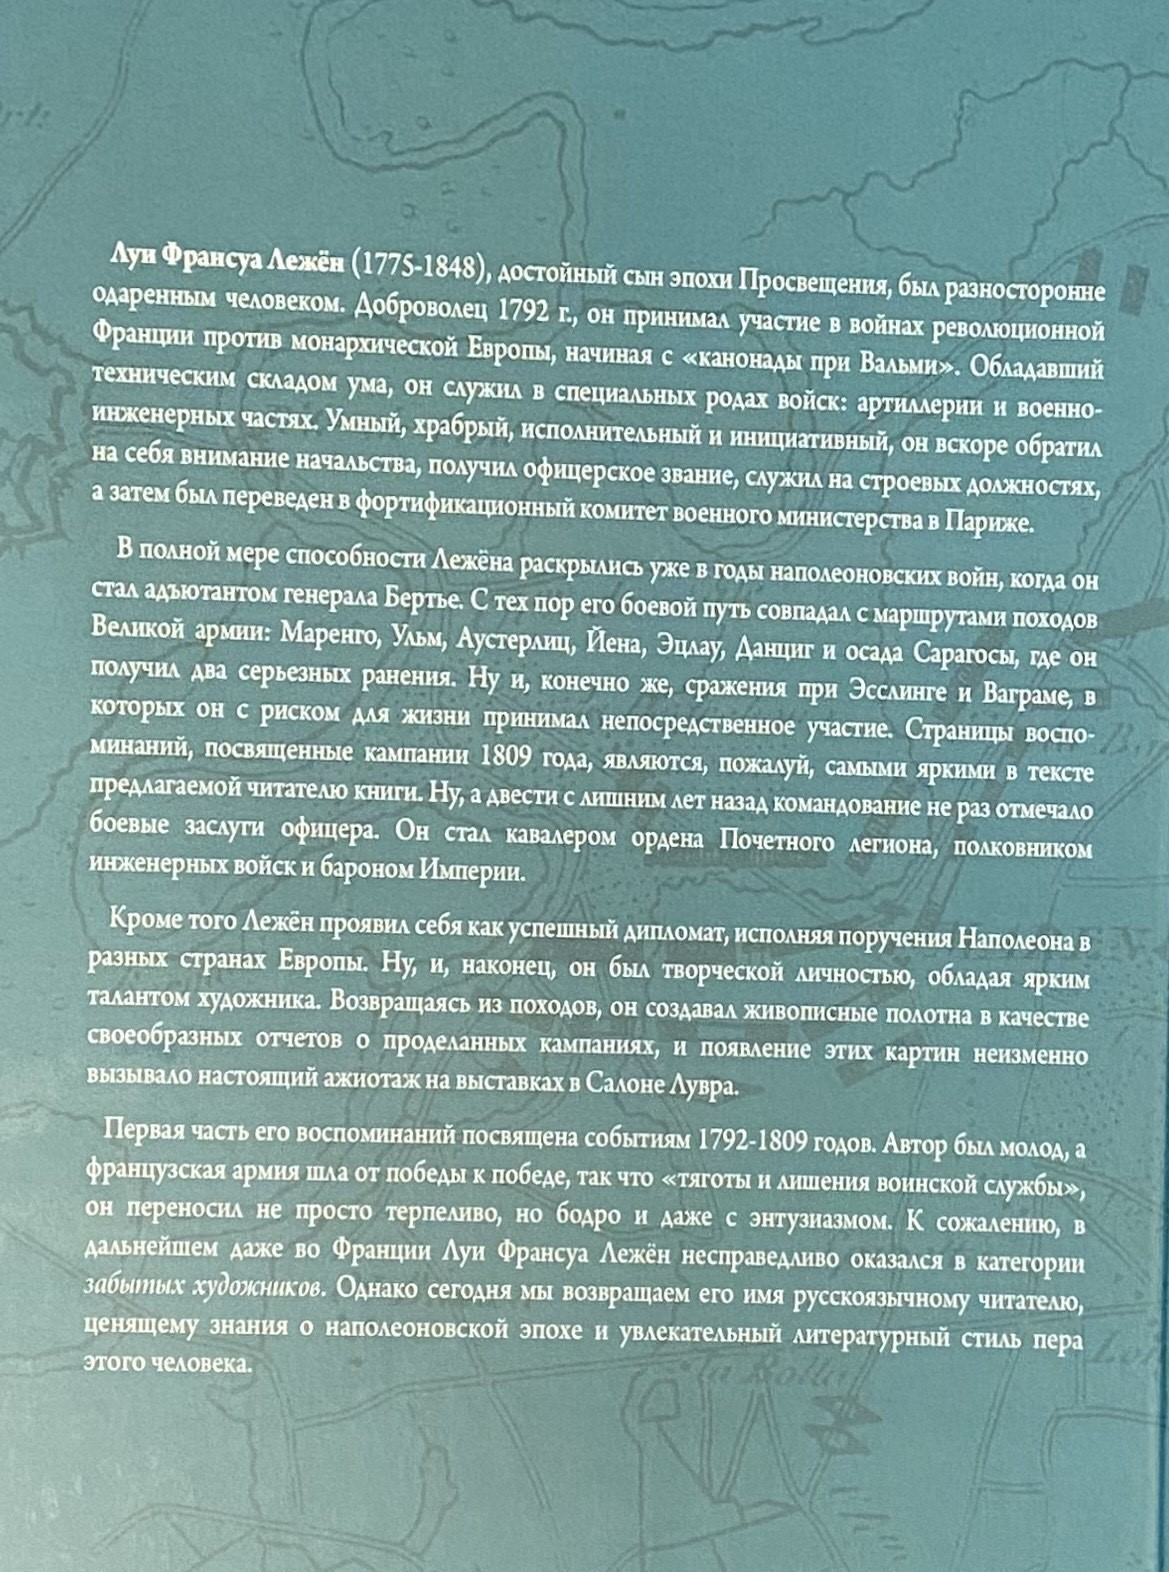 Луи Франсуа Лежён (1775-1848), достойный сын эпохи Просвещения, был разносторонне
одаренным человеком. Доброволец 1792 г., он принимал участие в войнах революционной
Франции против монархической Европы, начиная с «канонады при Вальми». Обладавший
техническим складом ума, он служил в специальных родах войск: артиллерии и военно-
инженерных частях. Умный, храбрый, исполнительный и инициативный, он вскоре обратил
на себя внимание начальства, получил офицерское звание, служил на строевых должностях,
а затем был переведен в фортификационный комитет военного министерства в Париже.
В полной мере способности Лежёна раскрылись уже в годы наполеоновских войн, когда он
стал адъютантом генерала Бертье. С тех пор его боевой путь совпадал с маршрутами походов
Великой армии: Маренго, Ульм, Аустерлиц, Йена, Эцлау, Данциг и осада Сарагосы, где он
получил два серьезных ранения. Ну и, конечно же, сражения при Эсслинге и Ваграме, в
которых он с риском для жизни принимал непосредственное участие. Страницы воспо-
минаний, посвященные кампании 1809 года, являются, пожалуй, самыми яркими в тексте
предлагаемой читателю книги. Ну, а двести с лишним лет назад командование не раз отмечало
боевые заслуги офицера. Он стал кавалером ордена Почетного легиона, полковником
инженерных войск и бароном Империи.
Кроме того Лежён проявил себя как успешный дипломат, исполняя поручения Наполеона в
разных странах Европы. Ну, и, наконец, он был творческой личностью, обладая ярким
талантом художника. Возвращаясь из походов, он создавал живописные полотна в качестве
своеобразных отчетов о проделанных кампаниях, и появление этих картин неизменно
вызывало настоящий ажиотаж на выставках в Салоне Лувра.
Первая часть его воспоминаний посвящена событиям 1792-1809 годов. Автор был молод, а
французская армия шла от победы к победе, так что «тяготы и лишения воинской службы»,
он переносил не просто терпеливо, но бодро и даже с энтузиазмом. К сожалению, в
дальнейшем даже во Франции Луи Франсуа Лежён несправедливо оказался в категории
забытых художников. Однако сегодня мы возвращаем его имя русскоязычному читателю,
ценящему знания о наполеоновской эпохе и увлекательный литературный стиль пера
этого человека.